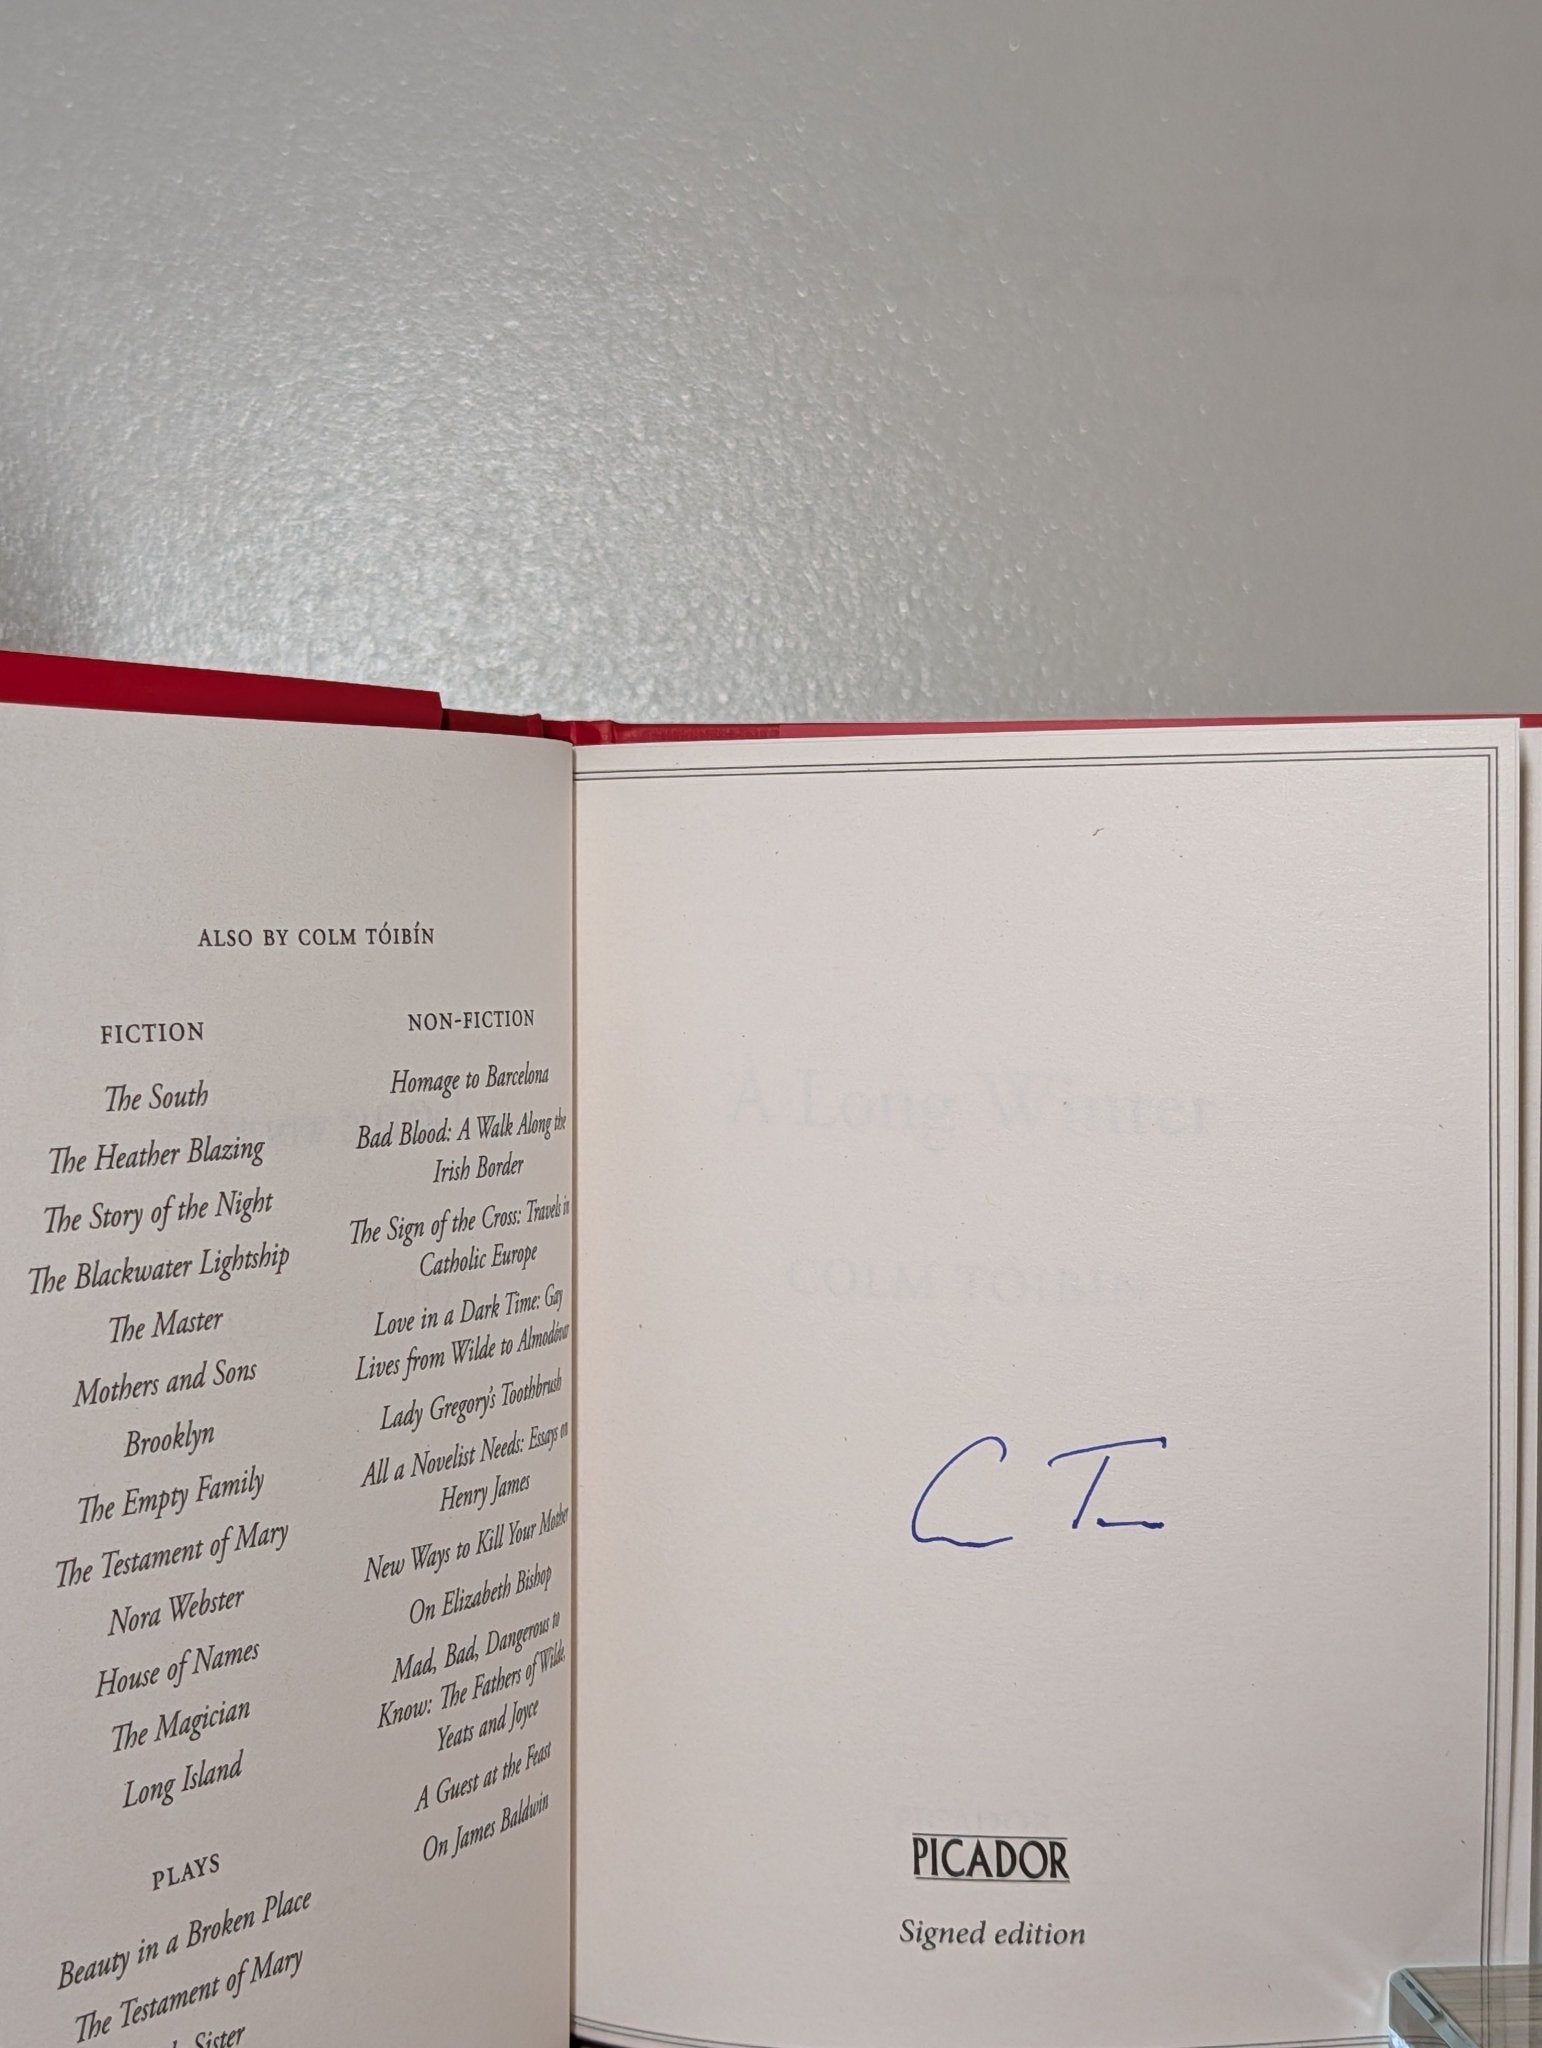 ALSO BY COLM TÓIBÍN
FICTION
The South
The Heather Blazing
The Story of the Night
The Blackwater Lightship
The Master
Mothers and Sons
Brooklyn
The Empty Family
The Testament of Mary
Nora Webster
House of Names
The Magician
Long Island
PLAYS
Beauty in a Broken Place
The Testament of Mary
Sister
NON-FICTION
Homage to Barcelona
Bad Blood: A Walk Along the
Irish Border
The Sign of the Cross: Travels in
Catholic Europe
Love in a Dark Time: Gay
Lives from Wilde to Almodóvar
Lady Gregory's Toothbrush
All a Novelist Needs: Essays on
Henry James
New Ways to Kill Your Mother
On Elizabeth Bishop
Mad, Bad, Dangerous to
Know: The Fathers of Wilde,
Yeats and Joyce
A Guest at the Feast
On James Baldwin
A Long Winter
PICADOR
Signed edition